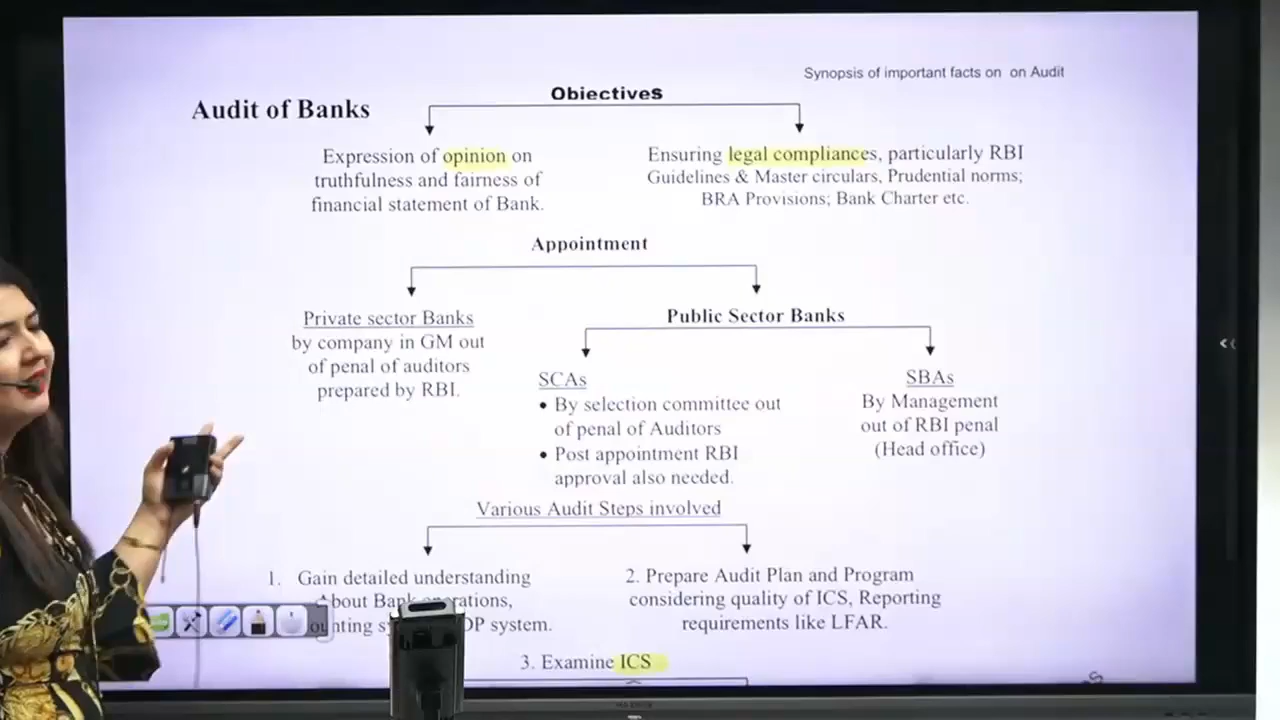 Synopsis of important facts on on Audit
Objectives
Audit of Banks
Expression of opinion on
truthfulness and fairness of
financial statement of Bank.
Ensuring legal compliances, particularly RBI
Guidelines & Master circulars, Prudential norms;
BRA Provisions; Bank Charter etc.
Appointment
Private sector Banks
by company in GM out
of penal of auditors
prepared by RBI.
Public Sector Banks
SCAs
• By selection committee out
of penal of Auditors
• Post appointment RBI
approval also needed.
SBAs
By Management
out of RBI penal
(Head office)
Various Audit Steps involved
1. Gain detailed understanding
About Bank
system.
2. Prepare Audit Plan and Program
considering quality of ICS, Reporting
requirements like LFAR.
3. Examine ICS